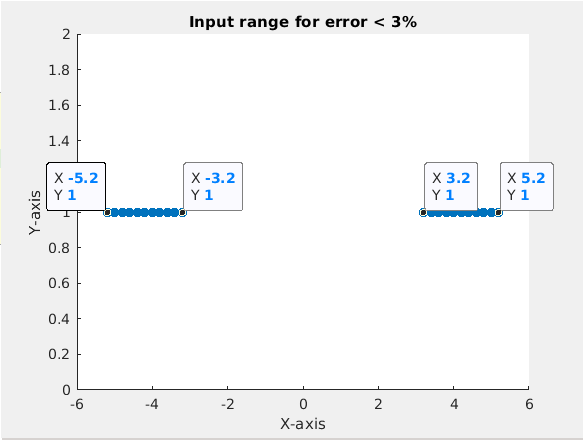 Input range for error < 3%
2
1.8
1.6
1.4
X -5.2
Y 1
X -3.2
Y 1
X 3.2
Y 1
X 5.2
Y 1
1
0.8
0.6
0.4
0.2
0
Y-axis
-6
-4
-2
0
2
4
6
X-axis